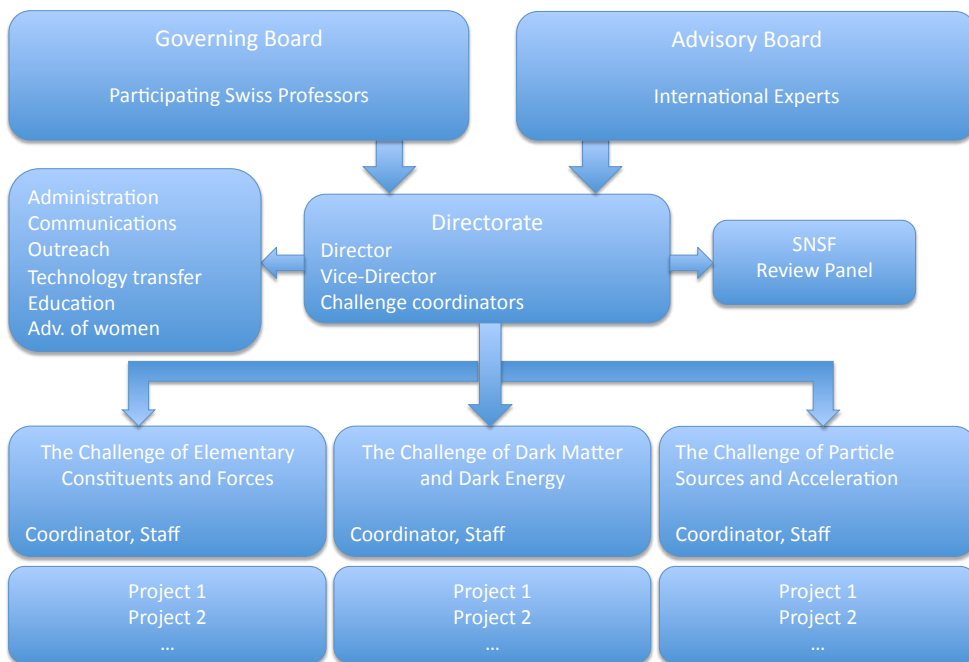 Governing Board
Participating Swiss Professors
Advisory Board
International Experts
Administration
Communications
Outreach
Technology transfer
Education
Adv. of women
Directorate
Director
Vice-Director
Challenge coordinators
SNSF
Review Panel
The Challenge of Elementary
Constituents and Forces
Coordinator, Staff
The Challenge of Dark Matter
and Dark Energy
Coordinator, Staff
The Challenge of Particle
Sources and Acceleration
Coordinator, Staff
Project 1
Project 2
...
Project 1
Project 2
...
Project 1
Project 2
...